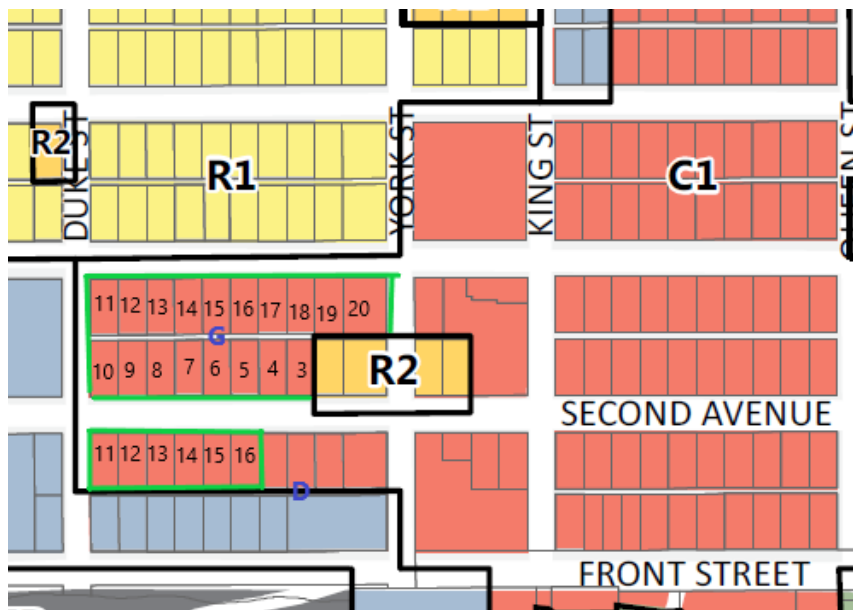 R2
DUKE ST
R1
YORK ST
KING ST
C1
QUEEN ST
11 12 13 14 15 16 17 18 19 20
G
10 9 8 7 6 5 4 3
R2
SECOND AVENUE
11 12 13 14 15 16
D
FRONT STREET